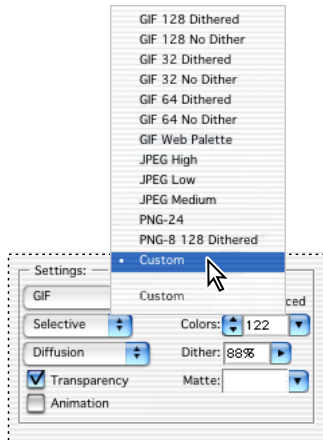 GIF 128 Dithered
GIF 128 No Dither
GIF 32 Dithered
GIF 32 No Dither
GIF 64 Dithered
GIF 64 No Dither
GIF Web Palette
JPEG High
JPEG Low
JPEG Medium
PNG-24
PNG-8 128 Dithered
• Custom
Custom
Settings:
GIF ced
Selective Colors: 122
Diffusion Dither: 88%
Transparency Matte:
Animation